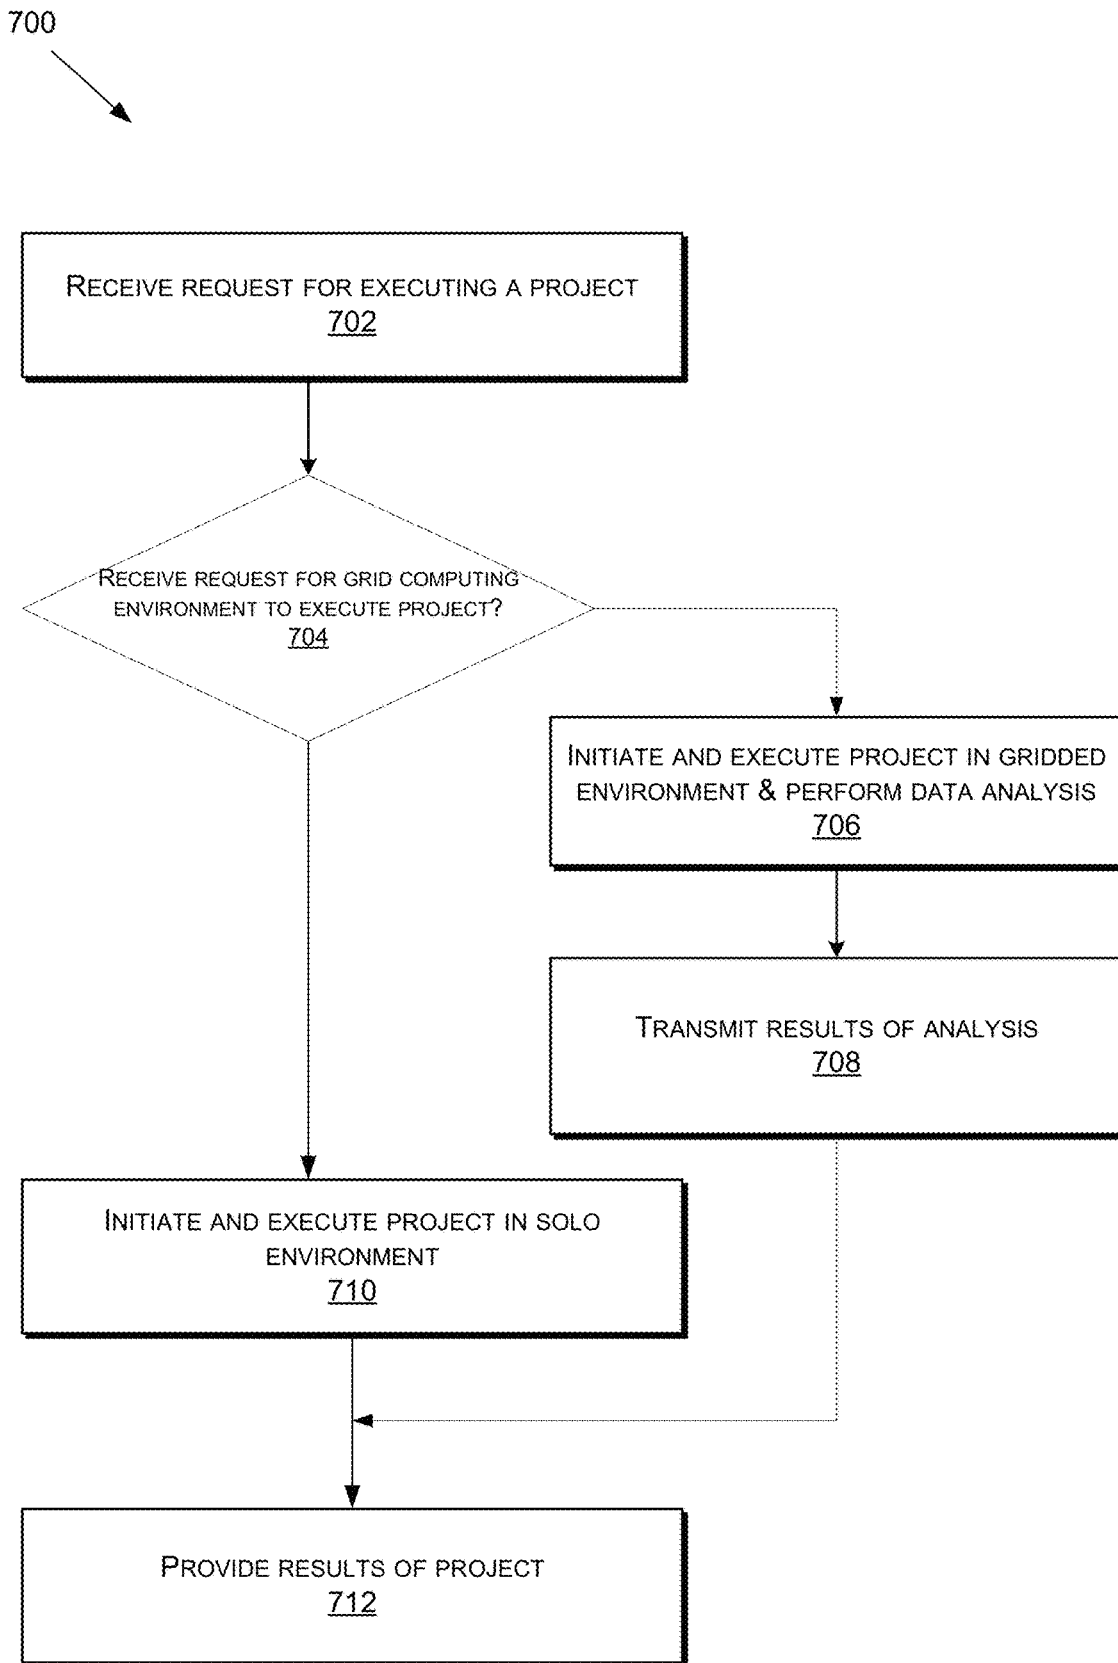 700
RECEIVE REQUEST FOR EXECUTING A PROJECT
702
RECEIVE REQUEST FOR GRID COMPUTING
ENVIRONMENT TO EXECUTE PROJECT?
704
INITIATE AND EXECUTE PROJECT IN GRIDDED
ENVIRONMENT & PERFORM DATA ANALYSIS
706
TRANSMIT RESULTS OF ANALYSIS
708
INITIATE AND EXECUTE PROJECT IN SOLO
ENVIRONMENT
710
PROVIDE RESULTS OF PROJECT
712